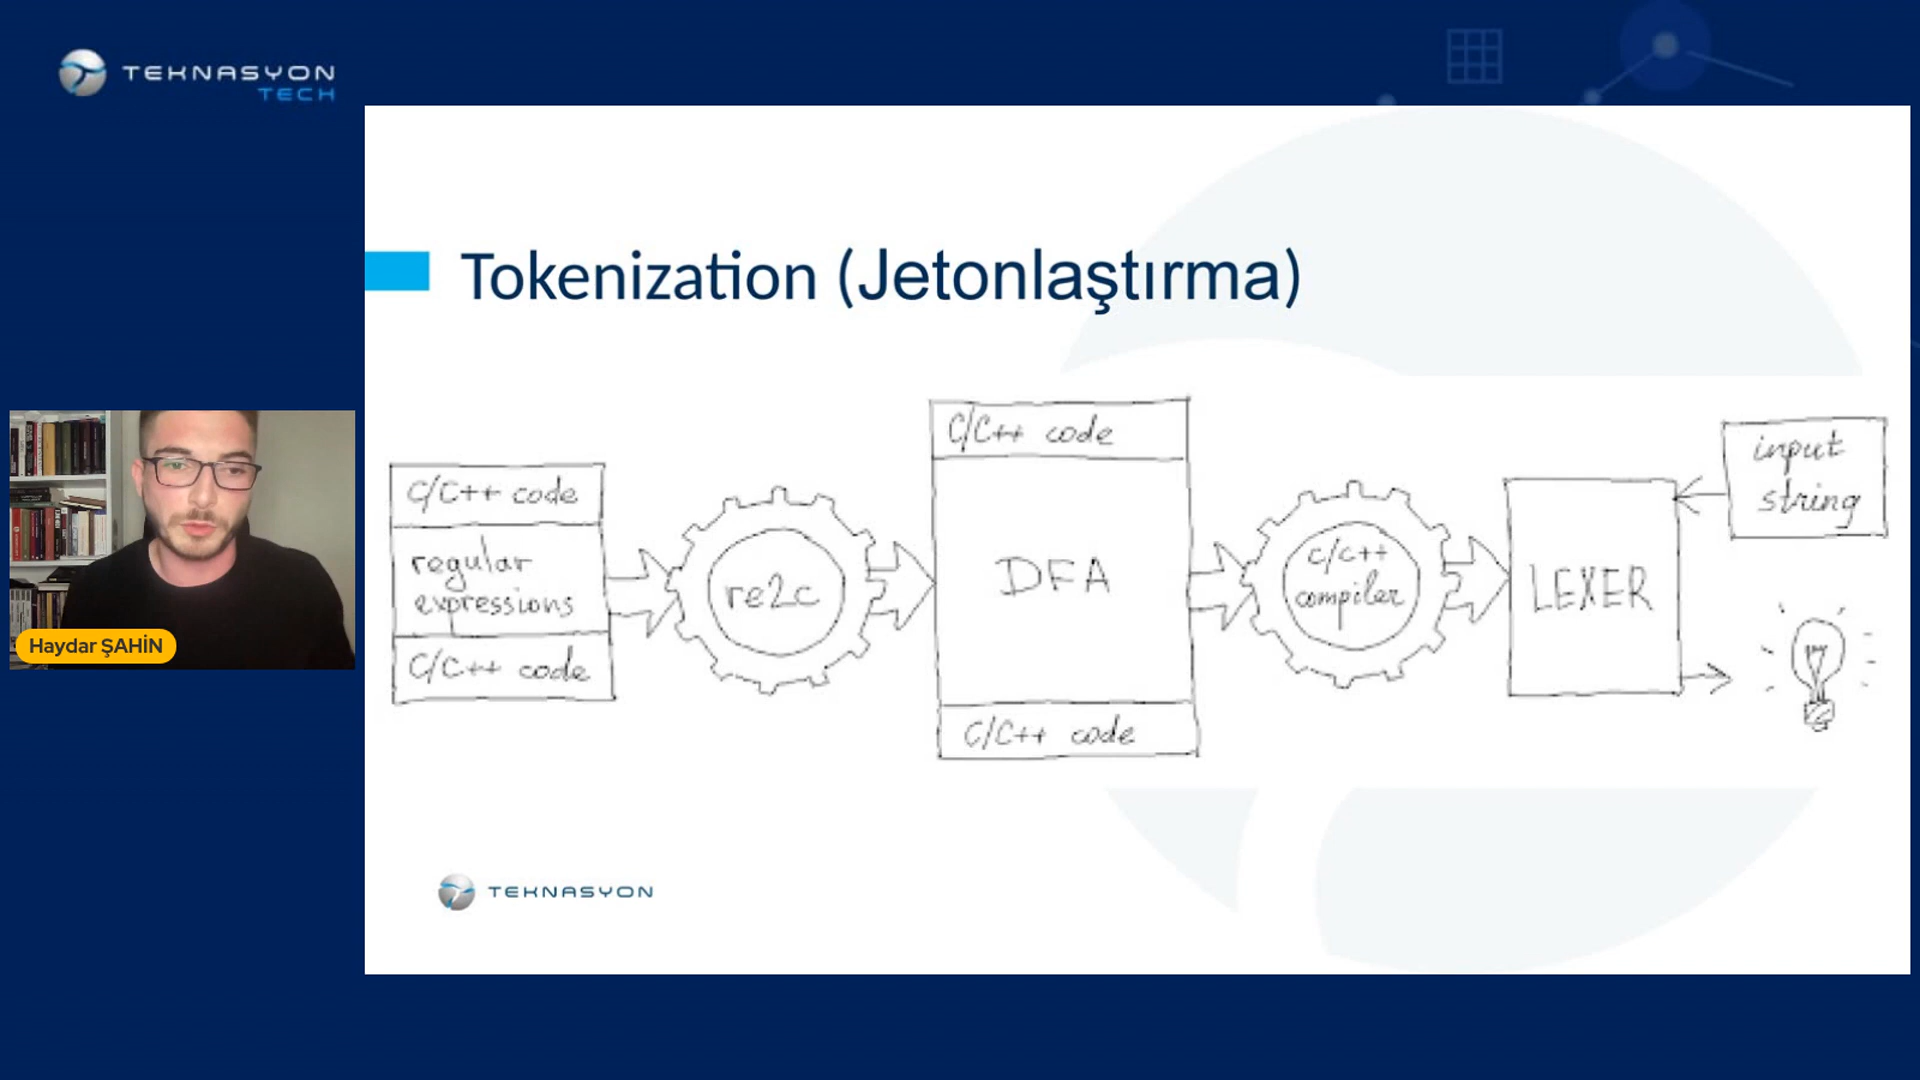 TEKNASYON
TECH
Tokenization (Jetonlaştırma)
C/C++ code
regular
expressions
C/C++ code
re2c
C/C++ code
DFA
C/C++ code
C/C++
compiler
LEXER
input
string
Haydar ŞAHİN
TEKNASYON